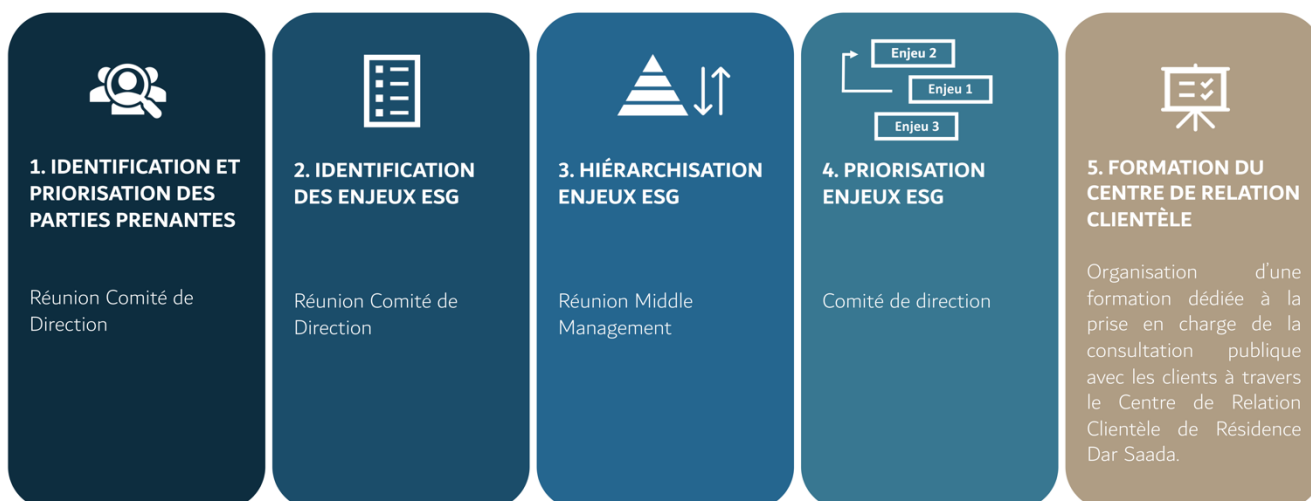 1. IDENTIFICATION ET
PRIORISATION DES
PARTIES PRENANTES
Réunion Comité de
Direction
2. IDENTIFICATION
DES ENJEUX ESG
Réunion Comité de
Direction
3. HIÉRARCHISATION
ENJEUX ESG
Réunion Middle
Management
Enjeu 2
Enjeu 1
Enjeu 3
4. PRIORISATION
ENJEUX ESG
Comité de direction
5. FORMATION DU
CENTRE DE RELATION
CLIENTÈLE
Organisation d'une
formation dédiée à la
prise en charge de la
consultation publique
avec les clients à travers
le Centre de Relation
Clientèle de Résidence
Dar Saada.